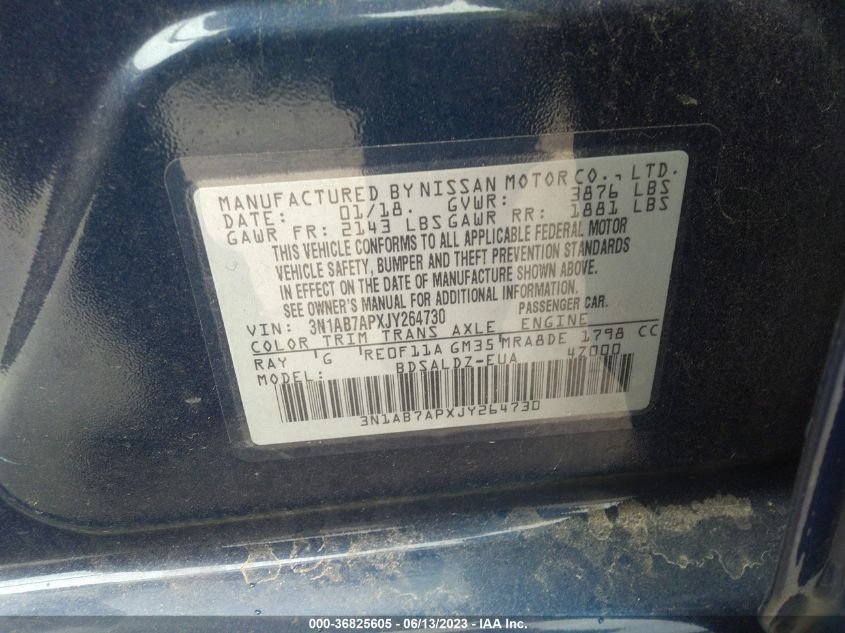 MANUFACTURED BY NISSAN MOTOR CO., LTD.
DATE: 01/18. GVWR: 3876 LBS
GAWR FR: 2143 LBS GAWR RR: 1881 LBS
THIS VEHICLE CONFORMS TO ALL APPLICABLE FEDERAL MOTOR
VEHICLE SAFETY, BUMPER AND THEFT PREVENTION STANDARDS
IN EFFECT ON THE DATE OF MANUFACTURE SHOWN ABOVE.
SEE OWNER'S MANUAL FOR ADDITIONAL INFORMATION.
VIN: 3N1AB7APXJY264730 PASSENGER CAR.
COLOR TRIM TRANS AXLE ENGINE
RAY G RE0F11A GM35 MRA8DE 1798 CC
MODEL: BDSALDZ-EUA 47000
3N1AB7APXJY264730
000-36825605 - 06/13/2023 - IAA Inc.